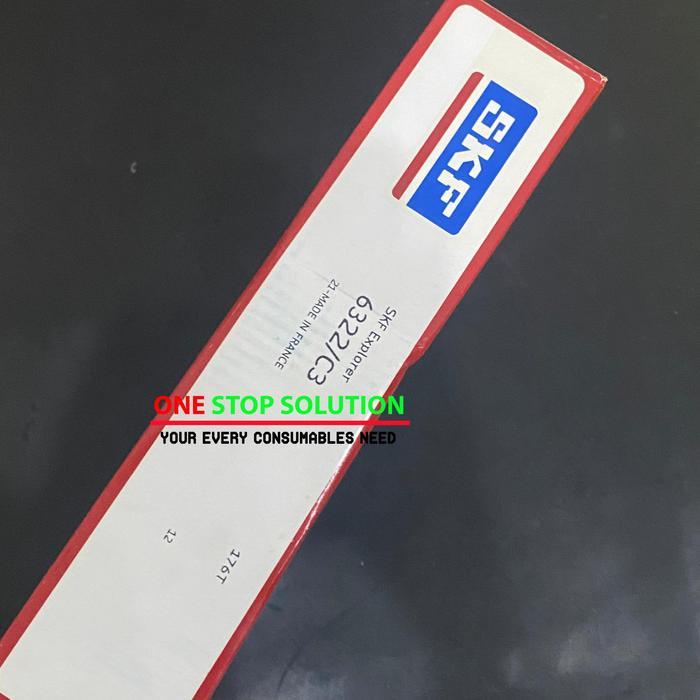 SKF
SKF Explorer
6322/C3
21-MADE IN FRANCE
ONE STOP SOLUTION
YOUR EVERY CONSUMABLES NEED
176T
12